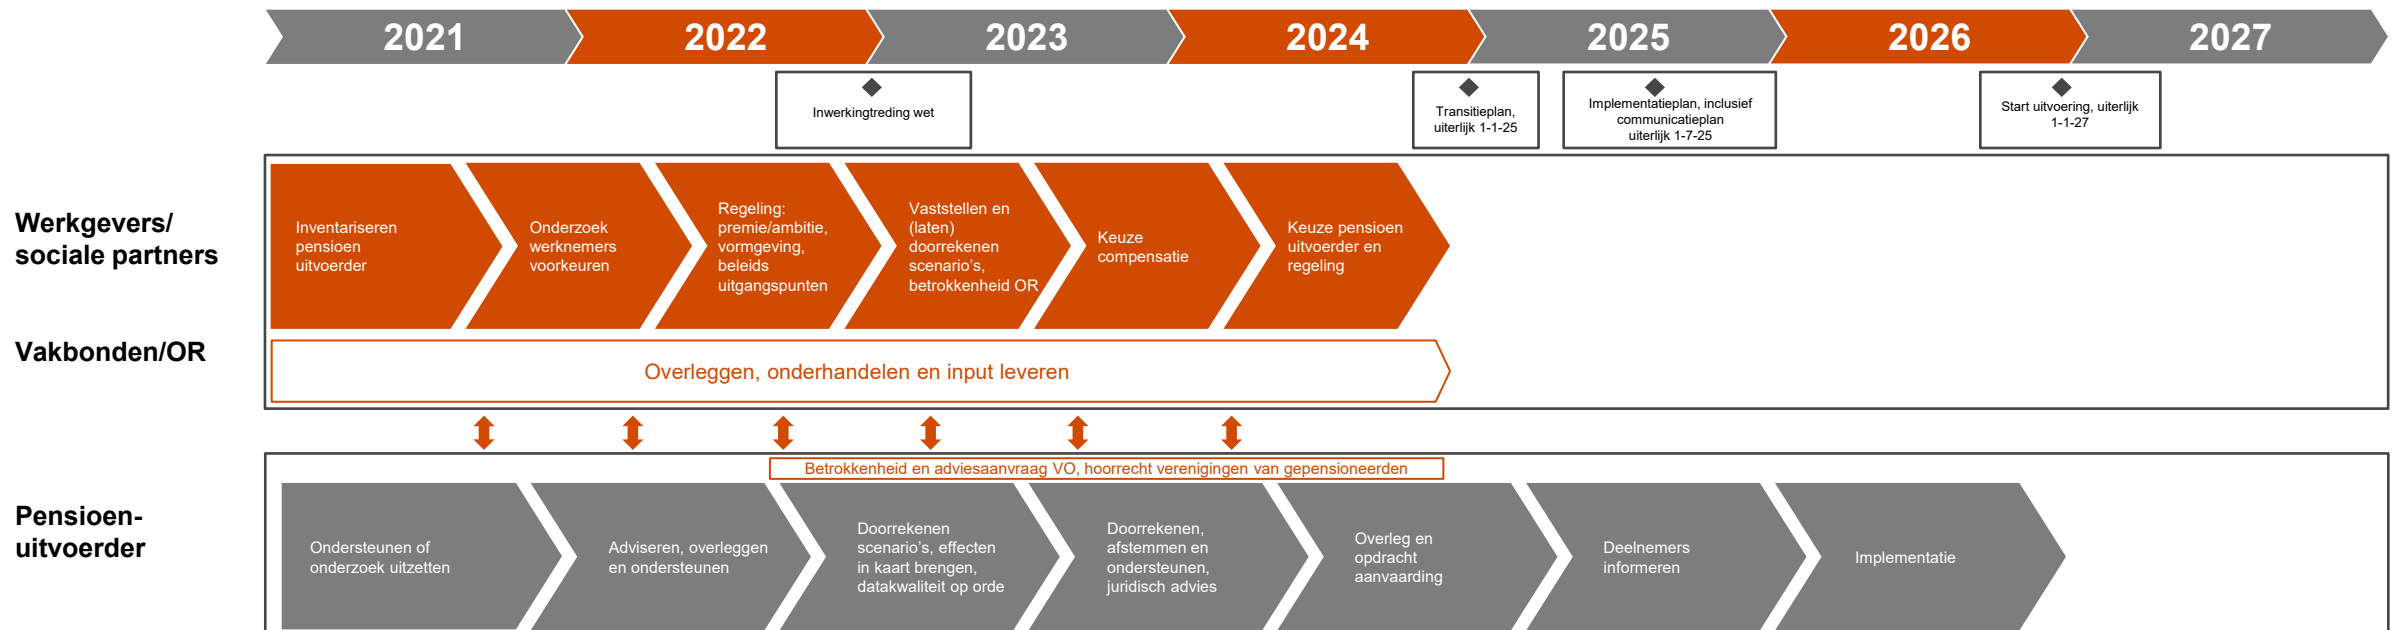 2021
2022
2023
2024
2025
2026
2027
Inwerkingtreding wet
Transitieplan,
uiterlijk 1-1-25
Implementatieplan, inclusief
communicatieplan
uiterlijk 1-7-25
Start uitvoering, uiterlijk
1-1-27
Werkgevers/
sociale partners
Inventariseren
pensioen
uitvoerder
Onderzoek
werknemers
voorkeuren
Regeling:
premie/ambitie,
vormgeving,
beleids
uitgangspunten
Vaststellen en
(laten)
doorrekenen
scenario's,
betrokkenheid OR
Keuze
compensatie
Keuze pensioen
uitvoerder en
regeling
Vakbonden/OR
Overleggen, onderhandelen en input leveren
Betrokkenheid en adviesaanvraag VO, hoorrecht verenigingen van gepensioneerden
Pensioen-
uitvoerder
Ondersteunen of
onderzoek uitzetten
Adviseren, overleggen
en ondersteunen
Doorrekenen
scenario's, effecten
in kaart brengen,
datakwaliteit op orde
Doorrekenen,
afstemmen en
ondersteunen,
juridisch advies
Overleg en
opdracht
aanvaarding
Deelnemers
informeren
Implementatie